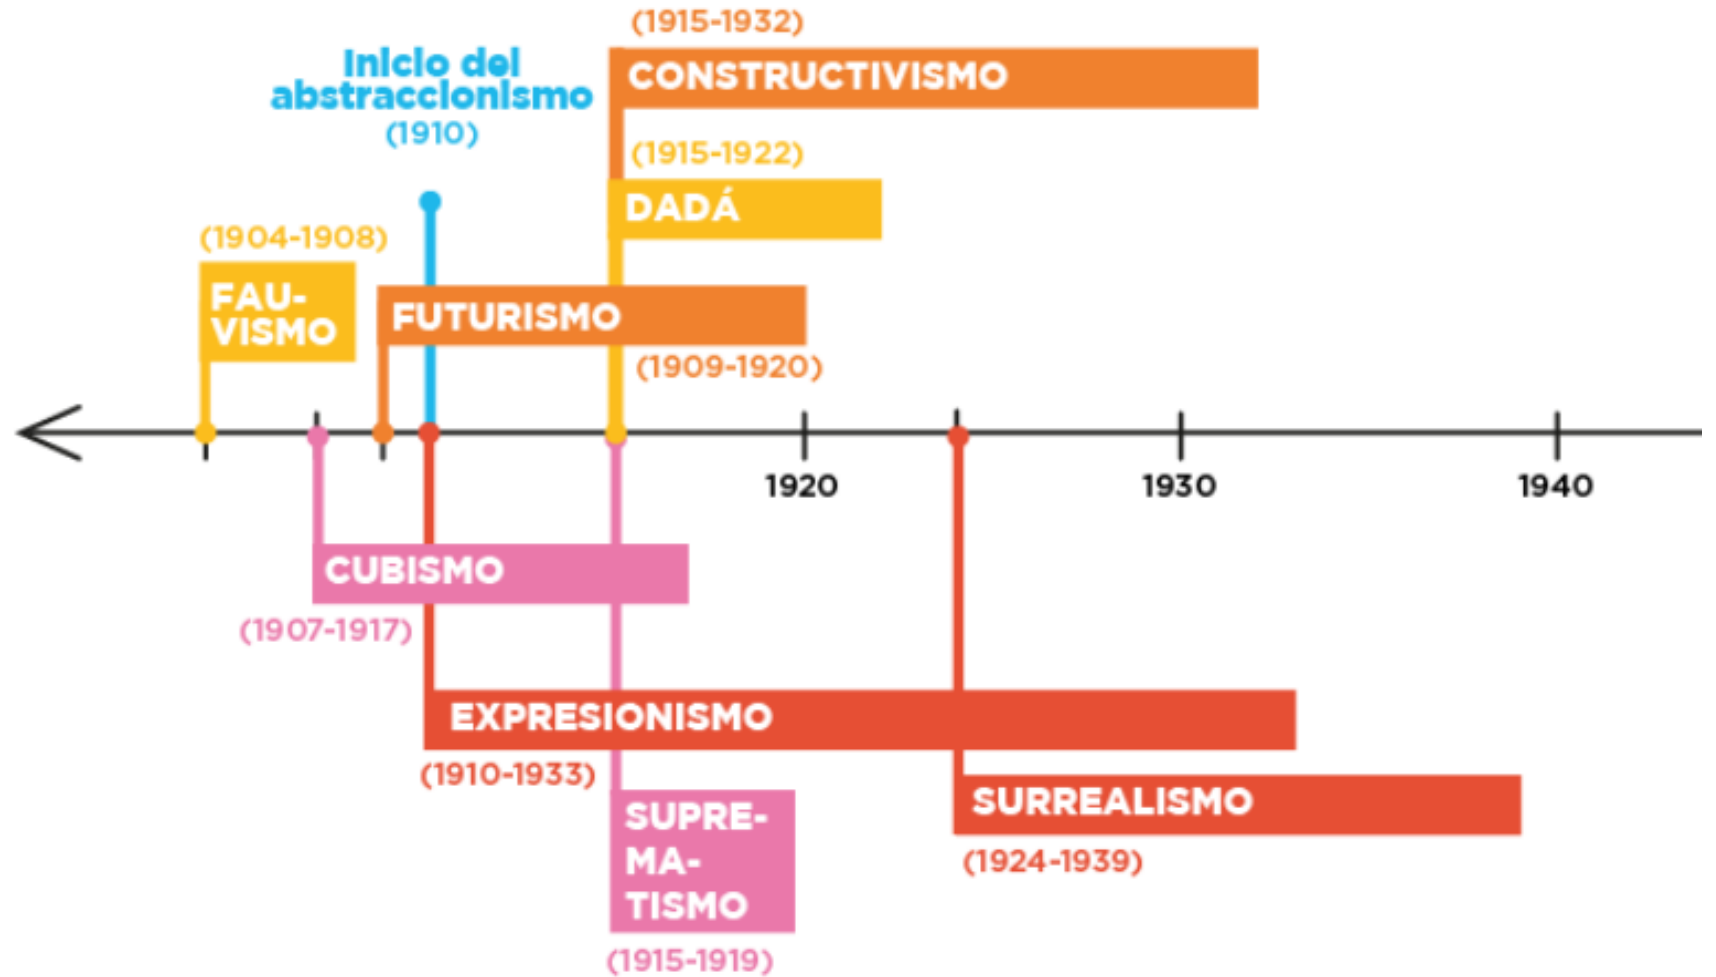 (1915-1932)
CONSTRUCTIVISMO
Inicio del
abstraccionismo
(1910)
(1915-1922)
DADÁ
(1904-1908)
FAU-
VISMO
FUTURISMO
(1909-1920)
1920
1930
1940
CUBISMO
(1907-1917)
EXPRESIONISMO
(1910-1933)
SURREALISMO
(1924-1939)
SUPRE-
MA-
TISMO
(1915-1919)